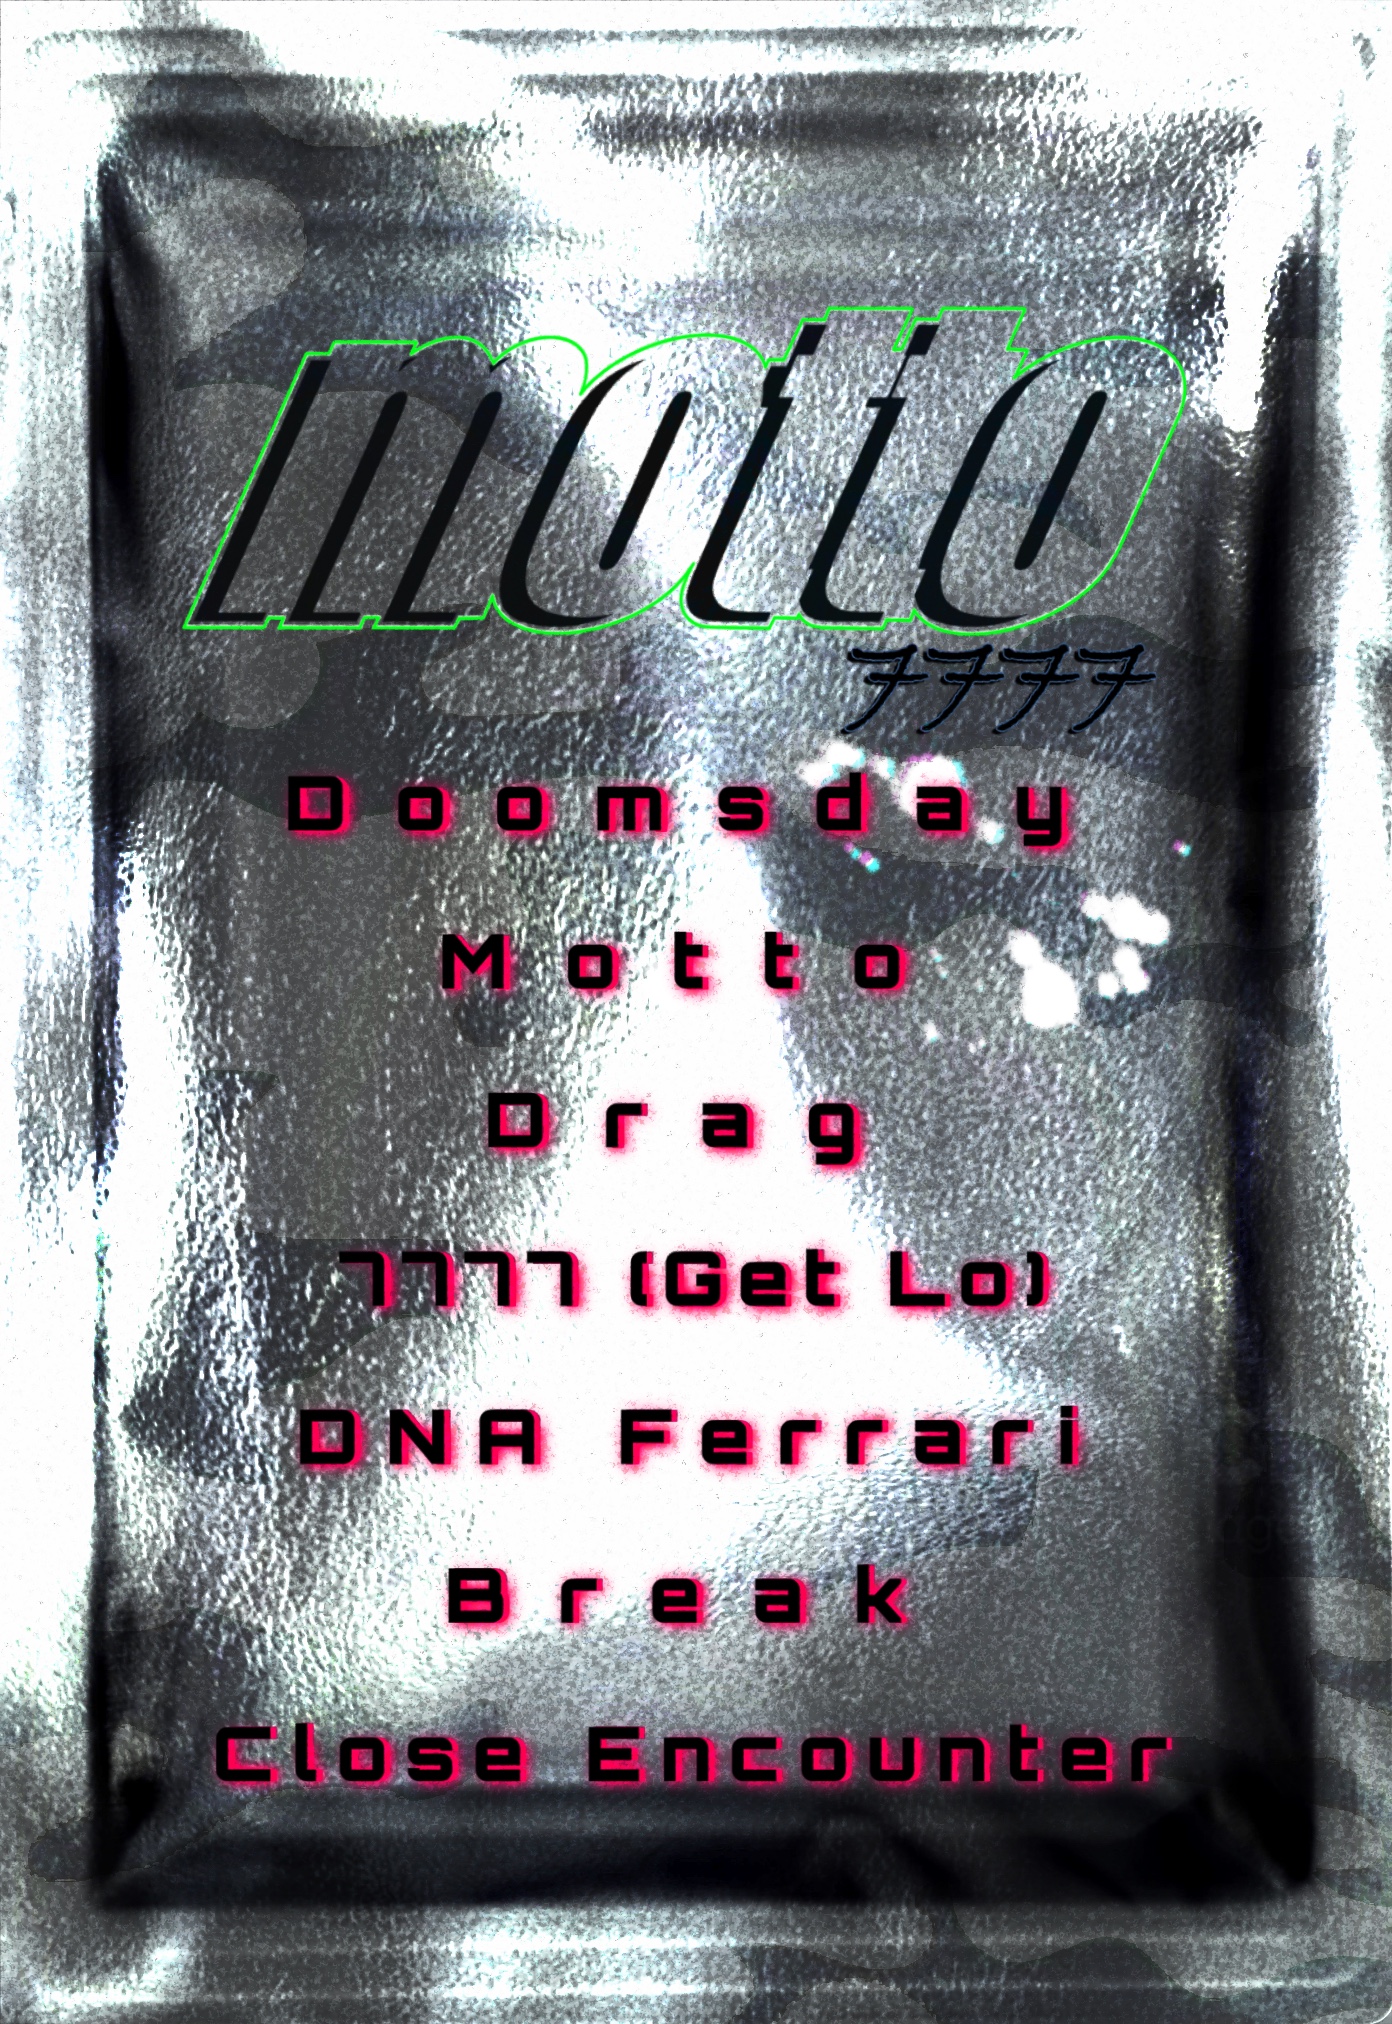 motto
7777
Doomsday
Motto
Drag
7777 (Get Lo)
DNA Ferrari
Break
Close Encounter